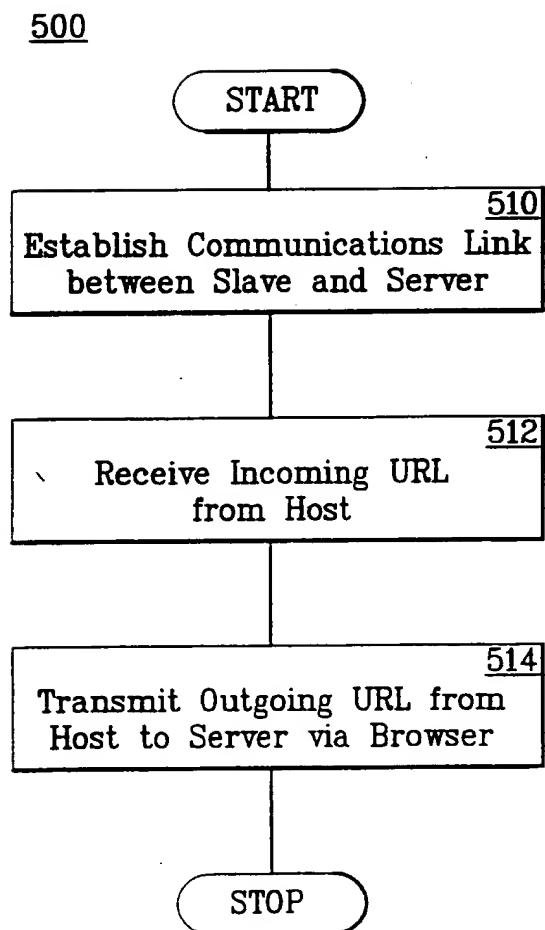 500
START
510
Establish Communications Link
between Slave and Server
512
Receive Incoming URL
from Host
514
Transmit Outgoing URL from
Host to Server via Browser
STOP